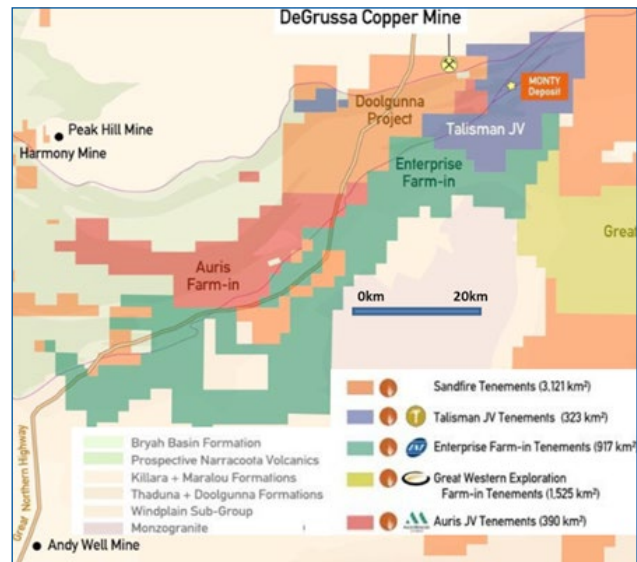 DeGrussa Copper Mine
MONTY
Deposit
Doolgunna
Project
Talisman JV
Peak Hill Mine
Harmony Mine
Enterprise
Farm-in
Great
Auris
Farm-in
0km 20km
Sandfire Tenements (3,121 km²)
Talisman JV Tenements (323 km²)
Enterprise Farm-in Tenements (917 km²)
Great Western Exploration
Farm-in Tenements (1,525 km²)
Auris JV Tenements (390 km²)
Bryah Basin Formation
Prospective Narracoota Volcanics
Killara + Maralou Formations
Thaduna + Doolgunna Formations
Windplain Sub-Group
Monzogranite
Great Northern Highway
Andy Well Mine